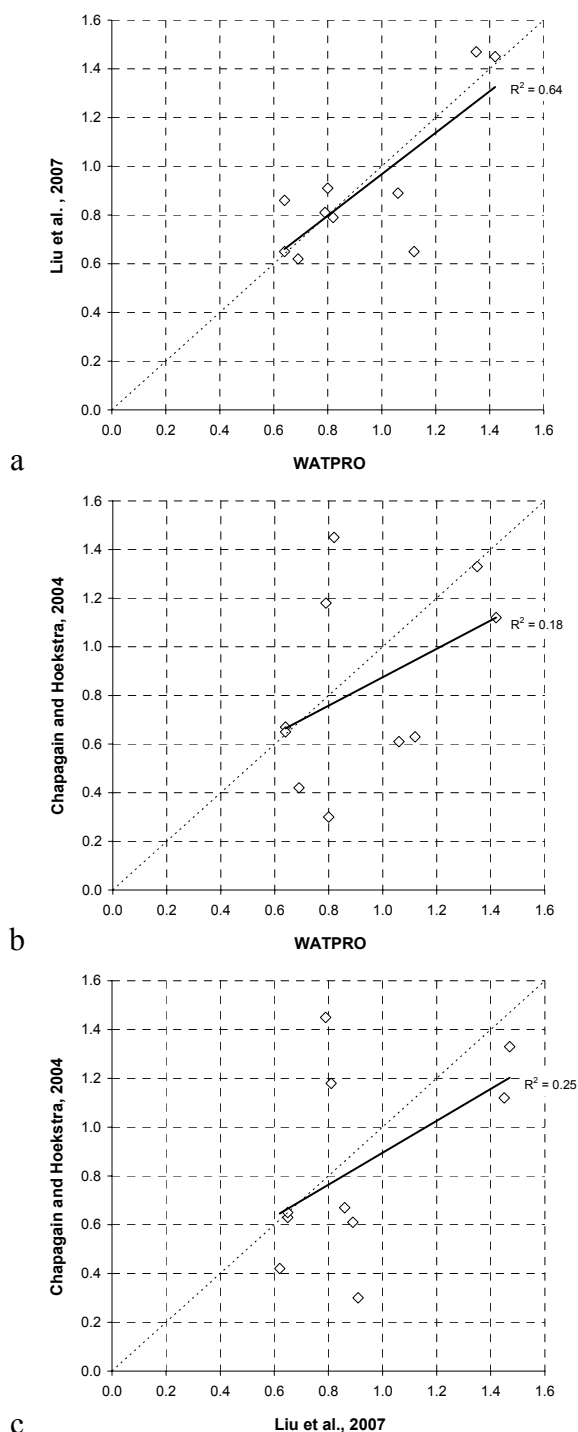 1.6
1.4
R² = 0.64
1.2
1.0
0.8
0.6
0.4
0.2
0.0
Liu et al. , 2007
0.0 0.2 0.4 0.6 0.8 1.0 1.2 1.4 1.6
WATPRO
a
1.6
1.4
1.2
R² = 0.18
1.0
0.8
0.6
0.4
0.2
0.0
Chapagain and Hoekstra, 2004
0.0 0.2 0.4 0.6 0.8 1.0 1.2 1.4 1.6
WATPRO
b
1.6
1.4
1.2
R² = 0.25
1.0
0.8
0.6
0.4
0.2
0.0
Chapagain and Hoekstra, 2004
0.0 0.2 0.4 0.6 0.8 1.0 1.2 1.4 1.6
Liu et al., 2007
c